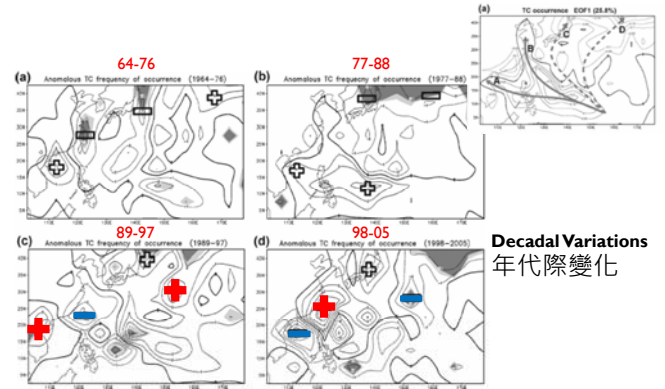 (a)
TC occurrence EOF1 (25.8%)
A
B
C
D
64-76
77-88
(a) Anomalous TC frequency of occurrence (1964-76)
(b) Anomalous TC frequency of occurrence (1977-88)
89-97
98-05
(c) Anomalous TC frequency of occurrence (1989-97)
(d) Anomalous TC frequency of occurrence (1998-2005)
Decadal Variations
年代際變化